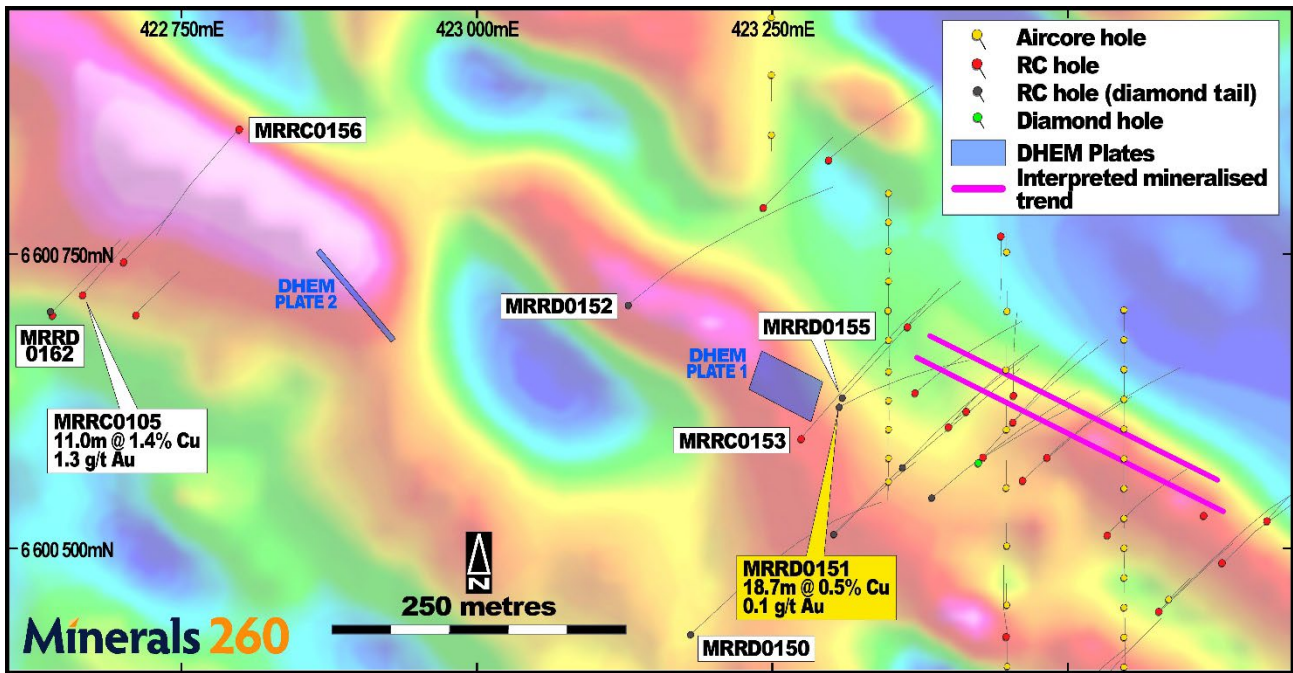 422 750mE
423 000mE
423 250mE
Aircore hole
RC hole
RC hole (diamond tail)
Diamond hole
DHEM Plates
Interpreted mineralised
trend
MRRC0156
6 600 750mN
DHEM
PLATE 2
MRRD0152
MRRD0155
MRRD
0162
DHEM
PLATE 1
MRRC0105
11.0m @ 1.4% Cu
1.3 g/t Au
MRRC0153
6 600 500mN
N
250 metres
MRRD0151
18.7m @ 0.5% Cu
0.1 g/t Au
Minerals 260
MRRD0150